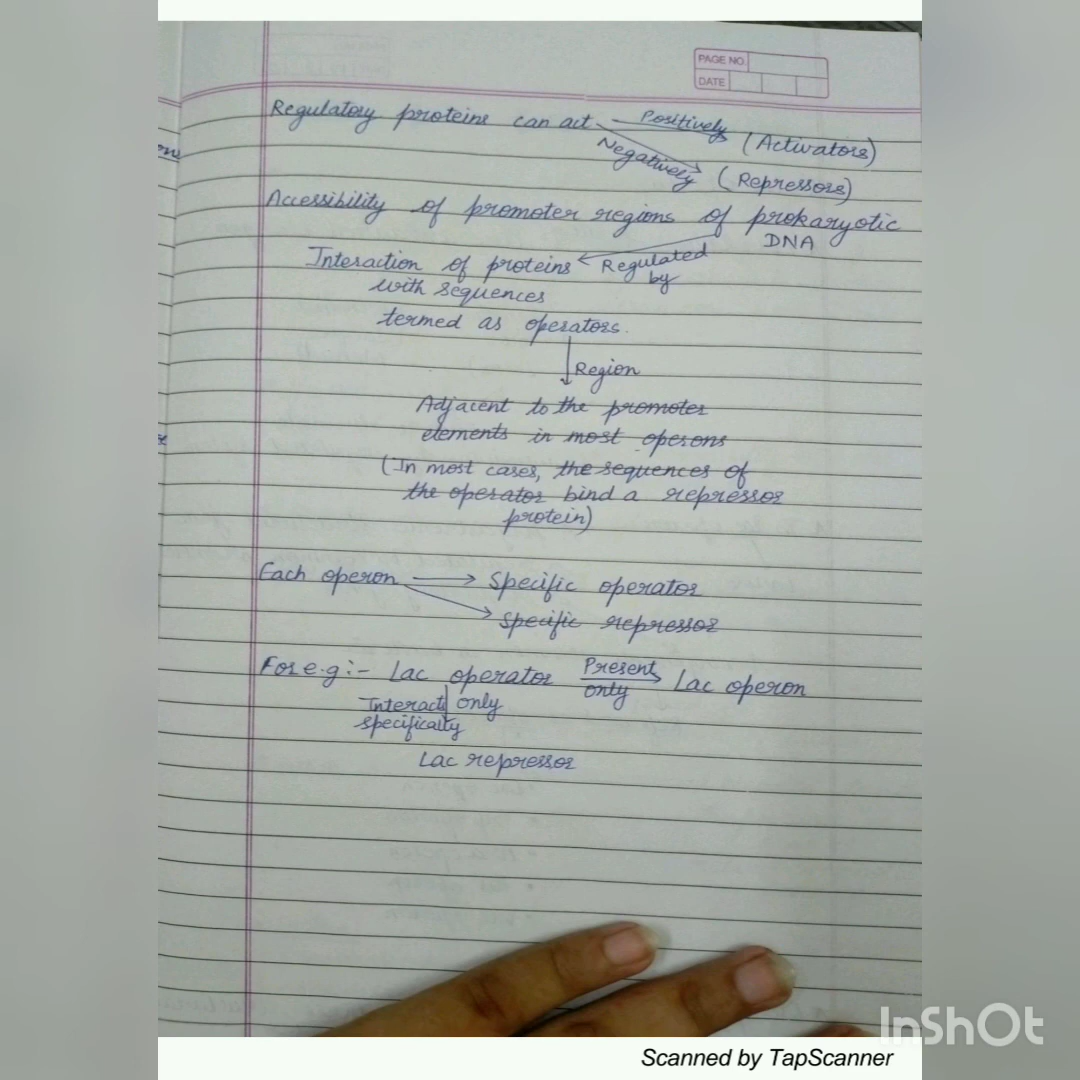 PAGE NO.
DATE
Regulatory proteins can act Positively (Activators)
Negatively (Repressors)
Accessibility of promoter regions of prokaryotic
DNA
Interaction of proteins Regulated
by
with sequences
termed as operators.
Region
Adjacent to the promoter
elements in most operons
(In most cases, the sequences of
the operator bind a repressor
protein)
Each operon Specific operator
Specific repressor
For e.g :- Lac operator Present Lac operon
only
Interact only
specifically
Lac repressor
InShOt
Scanned by TapScanner